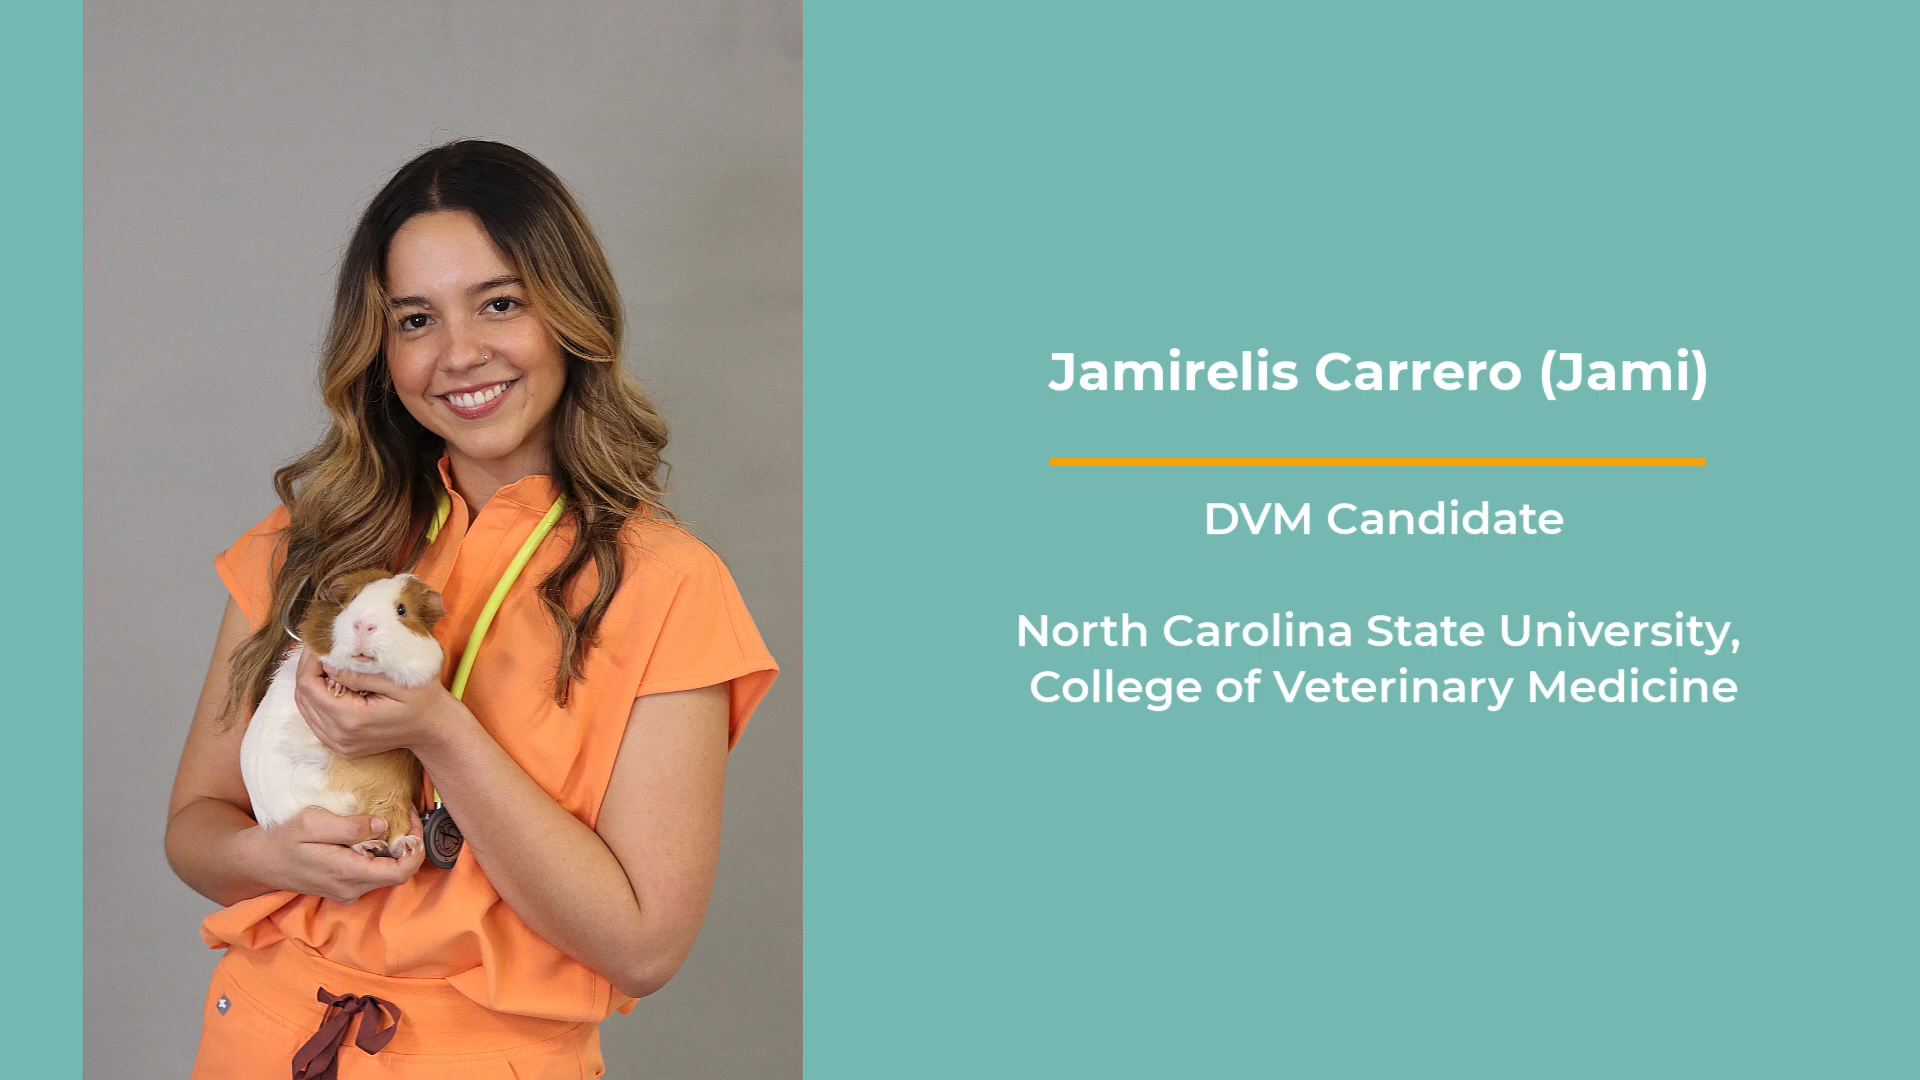 Jamirelis Carrero (Jami)
DVM Candidate
North Carolina State University,
College of Veterinary Medicine